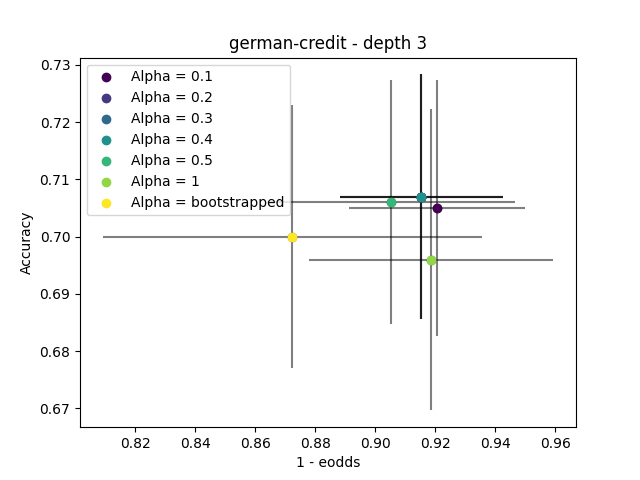 german-credit - depth 3
Alpha = 0.1
Alpha = 0.2
Alpha = 0.3
Alpha = 0.4
Alpha = 0.5
Alpha = 1
Alpha = bootstrapped
0.73
0.72
0.71
0.70
0.69
0.68
0.67
Accuracy
0.82 0.84 0.86 0.88 0.90 0.92 0.94 0.96
1 - eodds